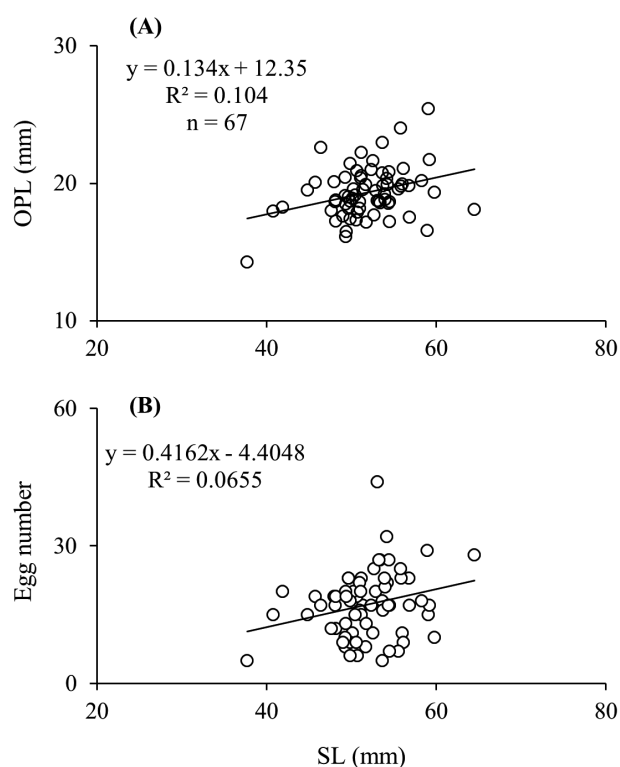 (A)
y = 0.134x + 12.35
R² = 0.104
n = 67
30
20
10
OPL (mm)
20 40 60 80
(B)
y = 0.4162x - 4.4048
R² = 0.0655
60
30
0
Egg number
20 40 60 80
SL (mm)